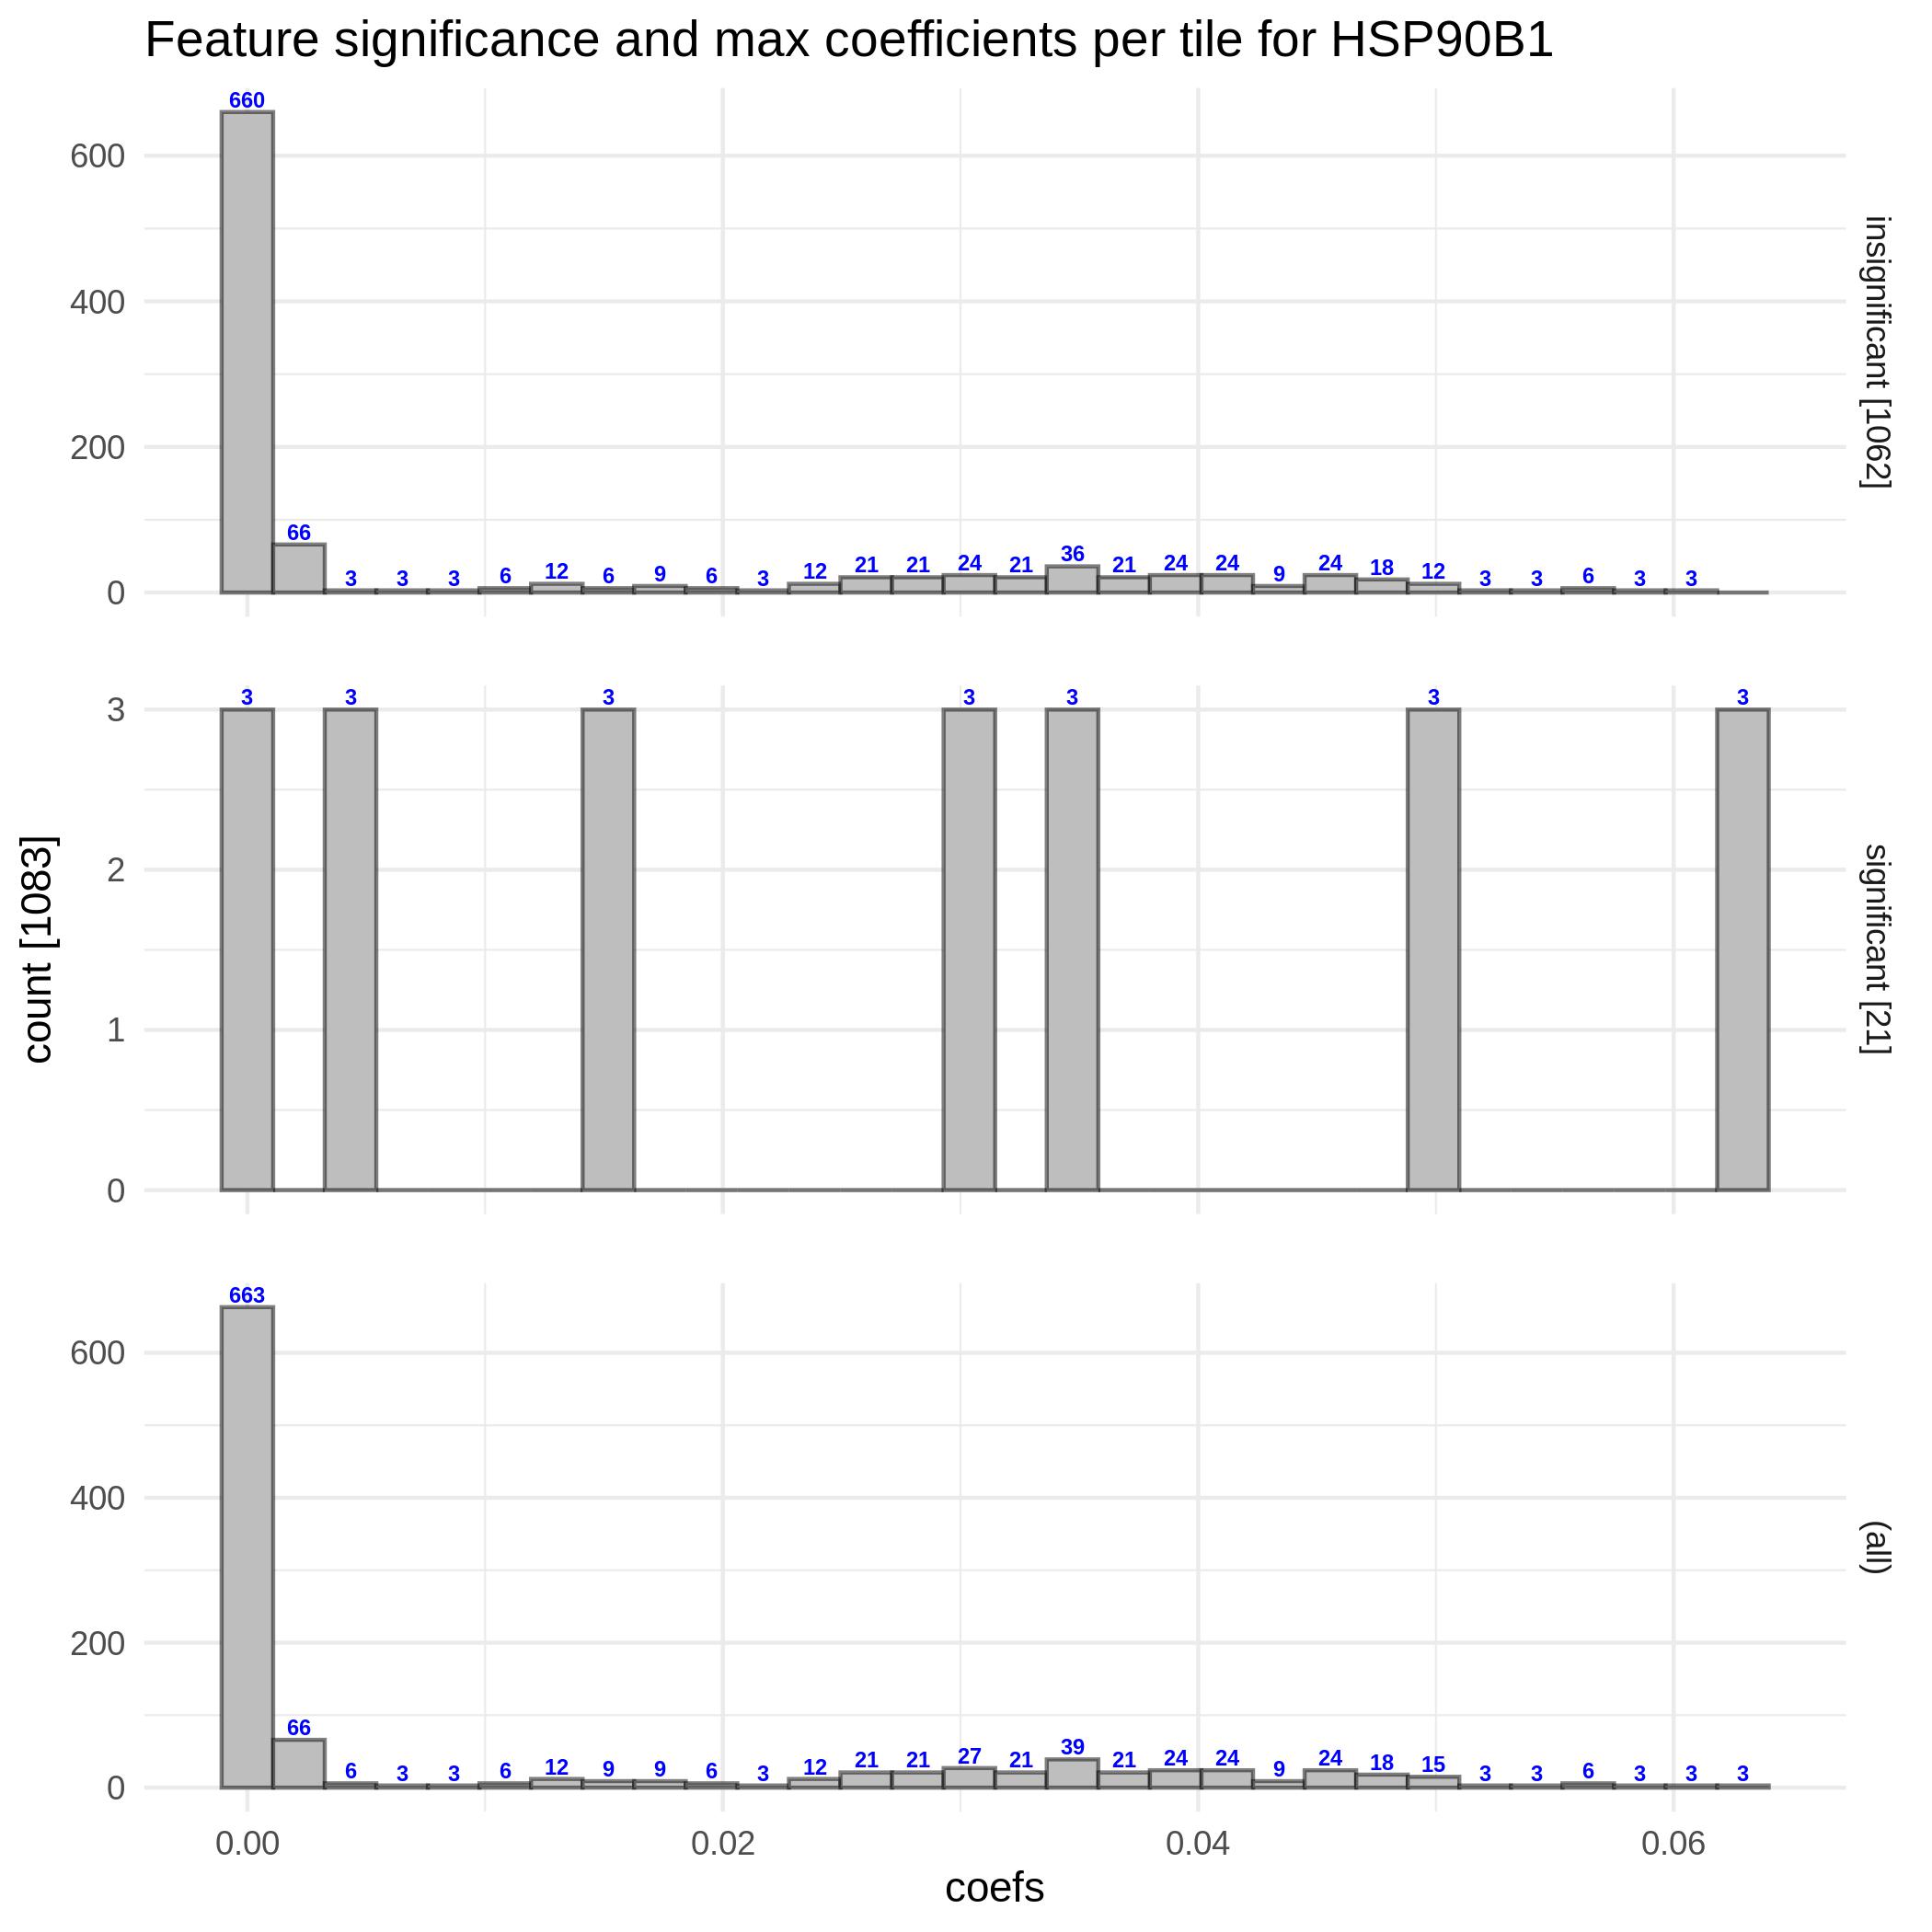 Feature significance and max coefficients per tile for HSP90B1
660
600
400
200
0
66 3 3 3 6 12 6 9 6 3 12 21 21 24 21 36 21 24 24 9 24 18 12 3 3 6 3 3
insignificant [1062]
count [1083]
3 3 3 3 3 3 3
3
2
1
0
significant [21]
663
600
400
200
0
66 6 3 3 6 12 9 9 6 3 12 21 21 27 21 39 21 24 24 9 24 18 15 3 3 6 3 3 3
(all)
0.00 0.02 0.04 0.06
coefs